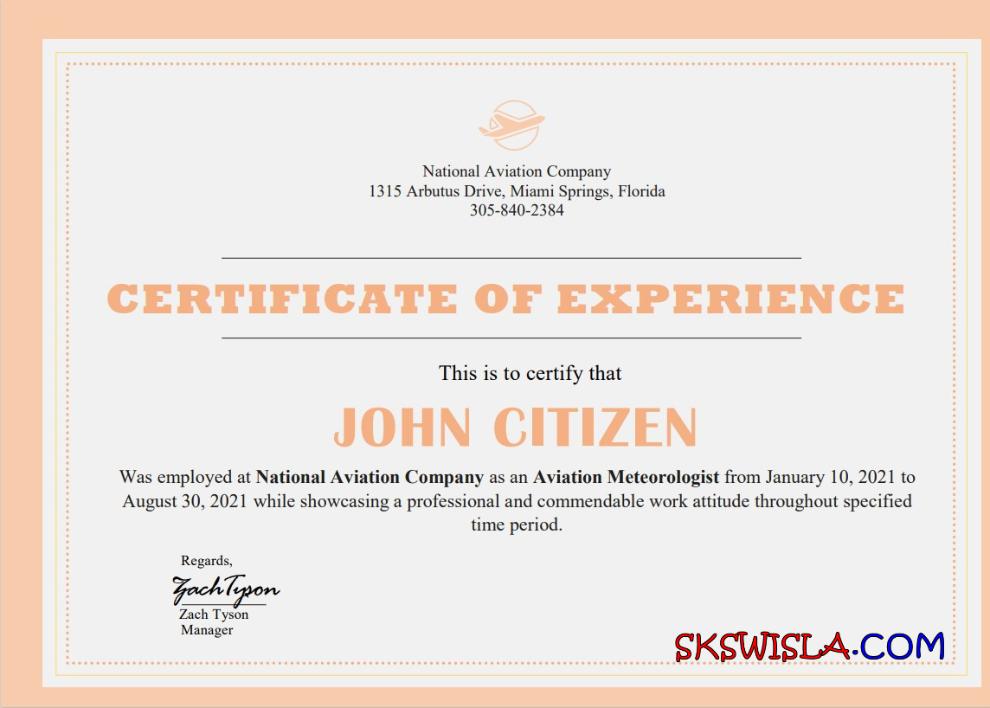 National Aviation Company
1315 Arbutus Drive, Miami Springs, Florida
305-840-2384
CERTIFICATE OF EXPERIENCE
This is to certify that
JOHN CITIZEN
Was employed at National Aviation Company as an Aviation Meteorologist from January 10, 2021 to
August 30, 2021 while showcasing a professional and commendable work attitude throughout specified
time period.
Regards,
Zach Tyson
Zach Tyson
Manager
SKSWISLA.COM